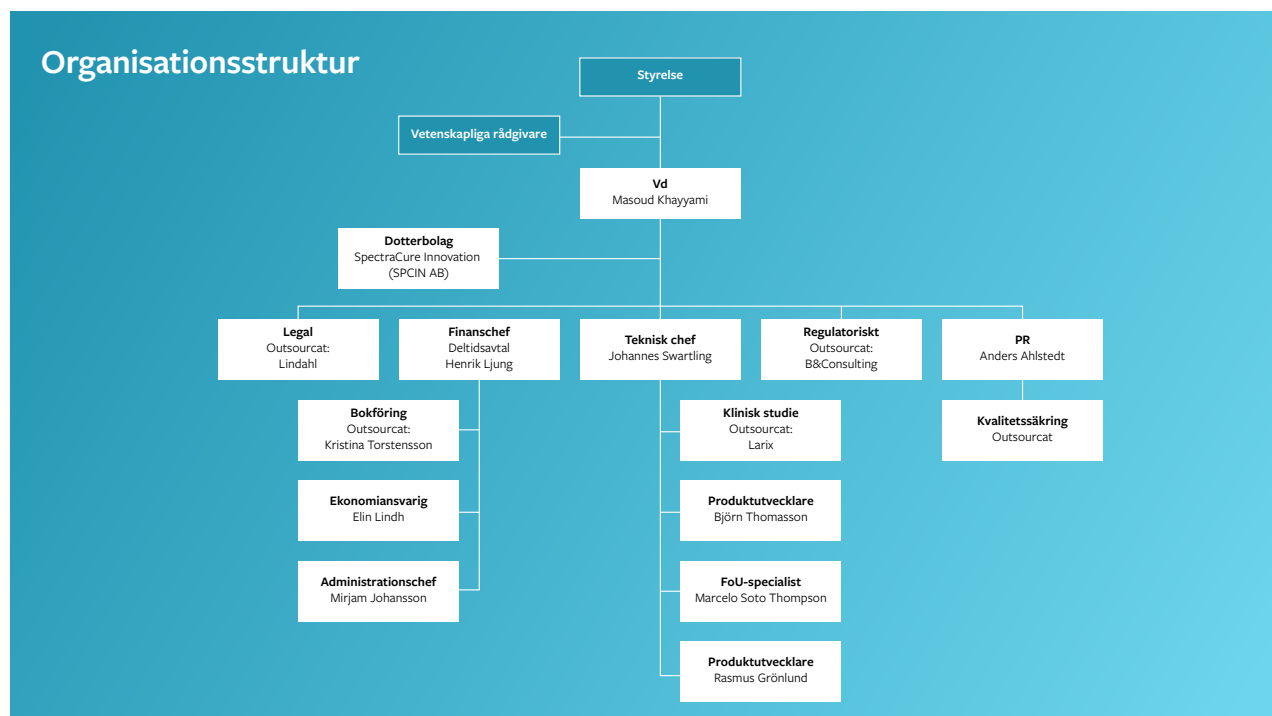 Organisationsstruktur
Styrelse
Vetenskapliga rådgivare
Vd
Masoud Khayyami
Dotterbolag
SpectraCure Innovation
(SPCIN AB)
Legal
Outsourcat:
Lindahl
Finanschef
Deltidsavtal
Henrik Ljung
Teknisk chef
Johannes Swartling
Regulatoriskt
Outsourcat:
B&Consulting
PR
Anders Ahlstedt
Bokföring
Outsourcat:
Kristina Torstensson
Klinisk studie
Outsourcat:
Larix
Kvalitetssäkring
Outsourcat
Ekonomiansvarig
Elin Lindh
Produktutvecklare
Björn Thomasson
Administrationschef
Mirjam Johansson
FoU-specialist
Marcelo Soto Thompson
Produktutvecklare
Rasmus Grönlund